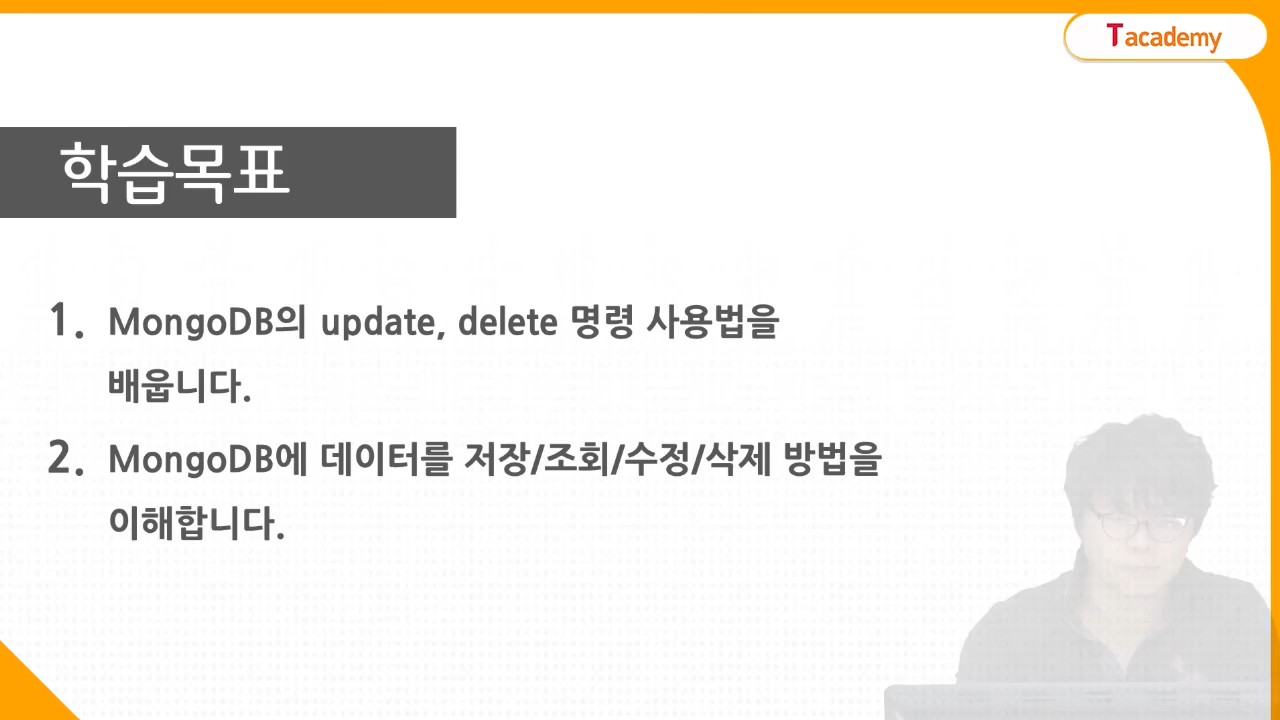 Tacademy
학습목표
1. MongoDB의 update, delete 명령 사용법을
배웁니다.
2. MongoDB에 데이터를 저장/조회/수정/삭제 방법을
이해합니다.